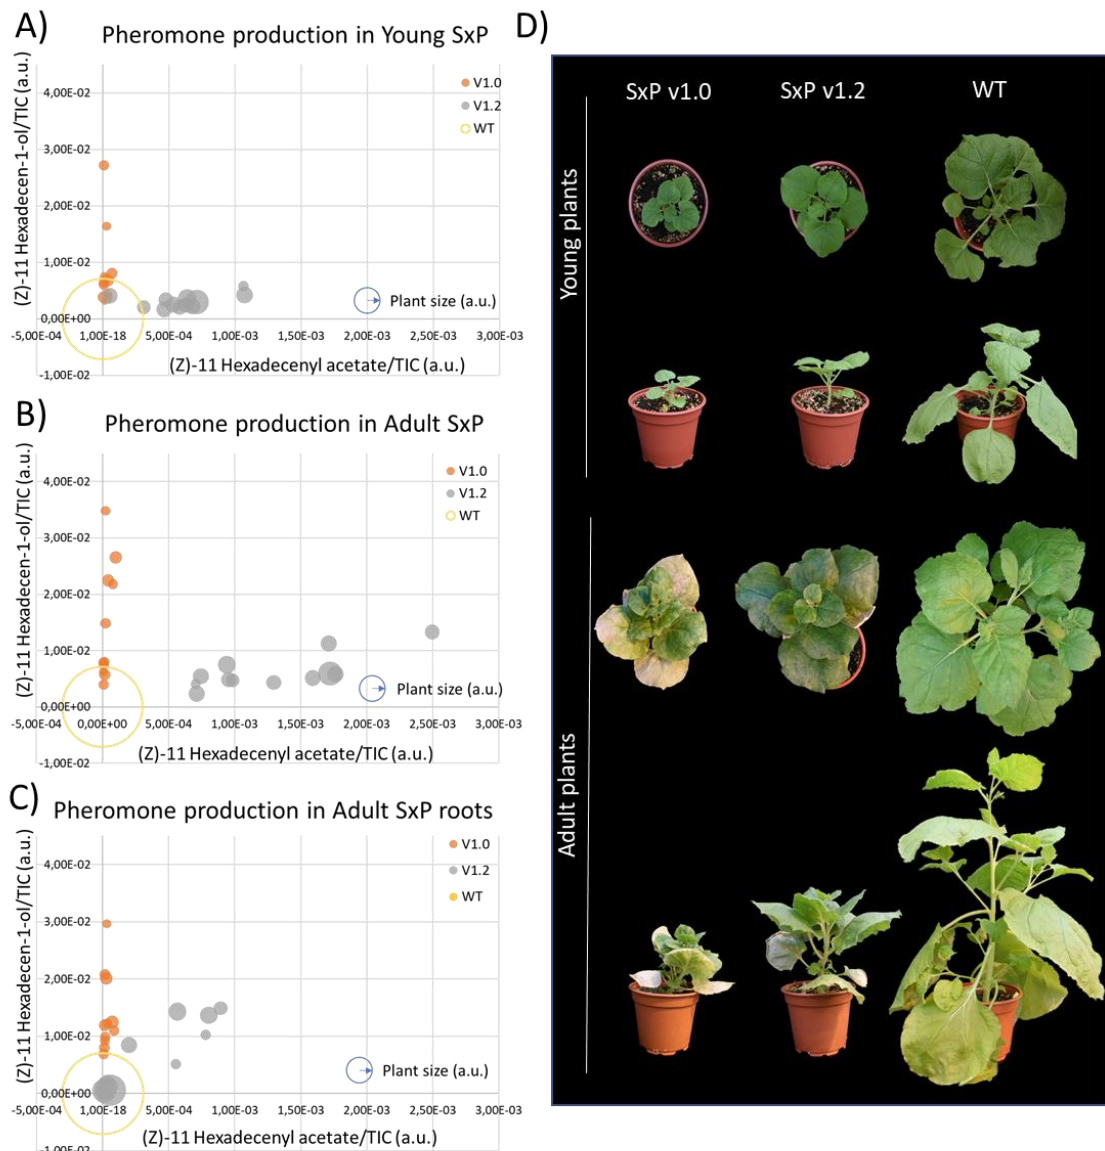 A)
Pheromone production in Young SxP
(Z)-11 Hexadecen-1-ol/TIC (a.u.)
4,00E-02
3,00E-02
2,00E-02
1,00E-02
0,00E+00
-1,00E-02
V1.0
V1.2
WT
Plant size (a.u.)
-5,00E-04 1,00E-18 5,00E-04 1,00E-03 1,50E-03 2,00E-03 2,50E-03 3,00E-03
(Z)-11 Hexadecenyl acetate/TIC (a.u.)
B)
Pheromone production in Adult SxP
(Z)-11 Hexadecen-1-ol/TIC (a.u.)
4,00E-02
3,00E-02
2,00E-02
1,00E-02
0,00E+00
-1,00E-02
V1.0
V1.2
WT
Plant size (a.u.)
-5,00E-04 0,00E+00 5,00E-04 1,00E-03 1,50E-03 2,00E-03 2,50E-03 3,00E-03
(Z)-11 Hexadecenyl acetate/TIC (a.u.)
C)
Pheromone production in Adult SxP roots
(Z)-11 Hexadecen-1-ol/TIC (a.u.)
4,00E-02
3,00E-02
2,00E-02
1,00E-02
0,00E+00
-1,00E-02
V1.0
V1.2
WT
Plant size (a.u.)
-5,00E-04 1,00E-18 5,00E-04 1,00E-03 1,50E-03 2,00E-03 2,50E-03 3,00E-03
(Z)-11 Hexadecenyl acetate/TIC (a.u.)
D)
SxP v1.0 SxP v1.2 WT
Young plants
Adult plants